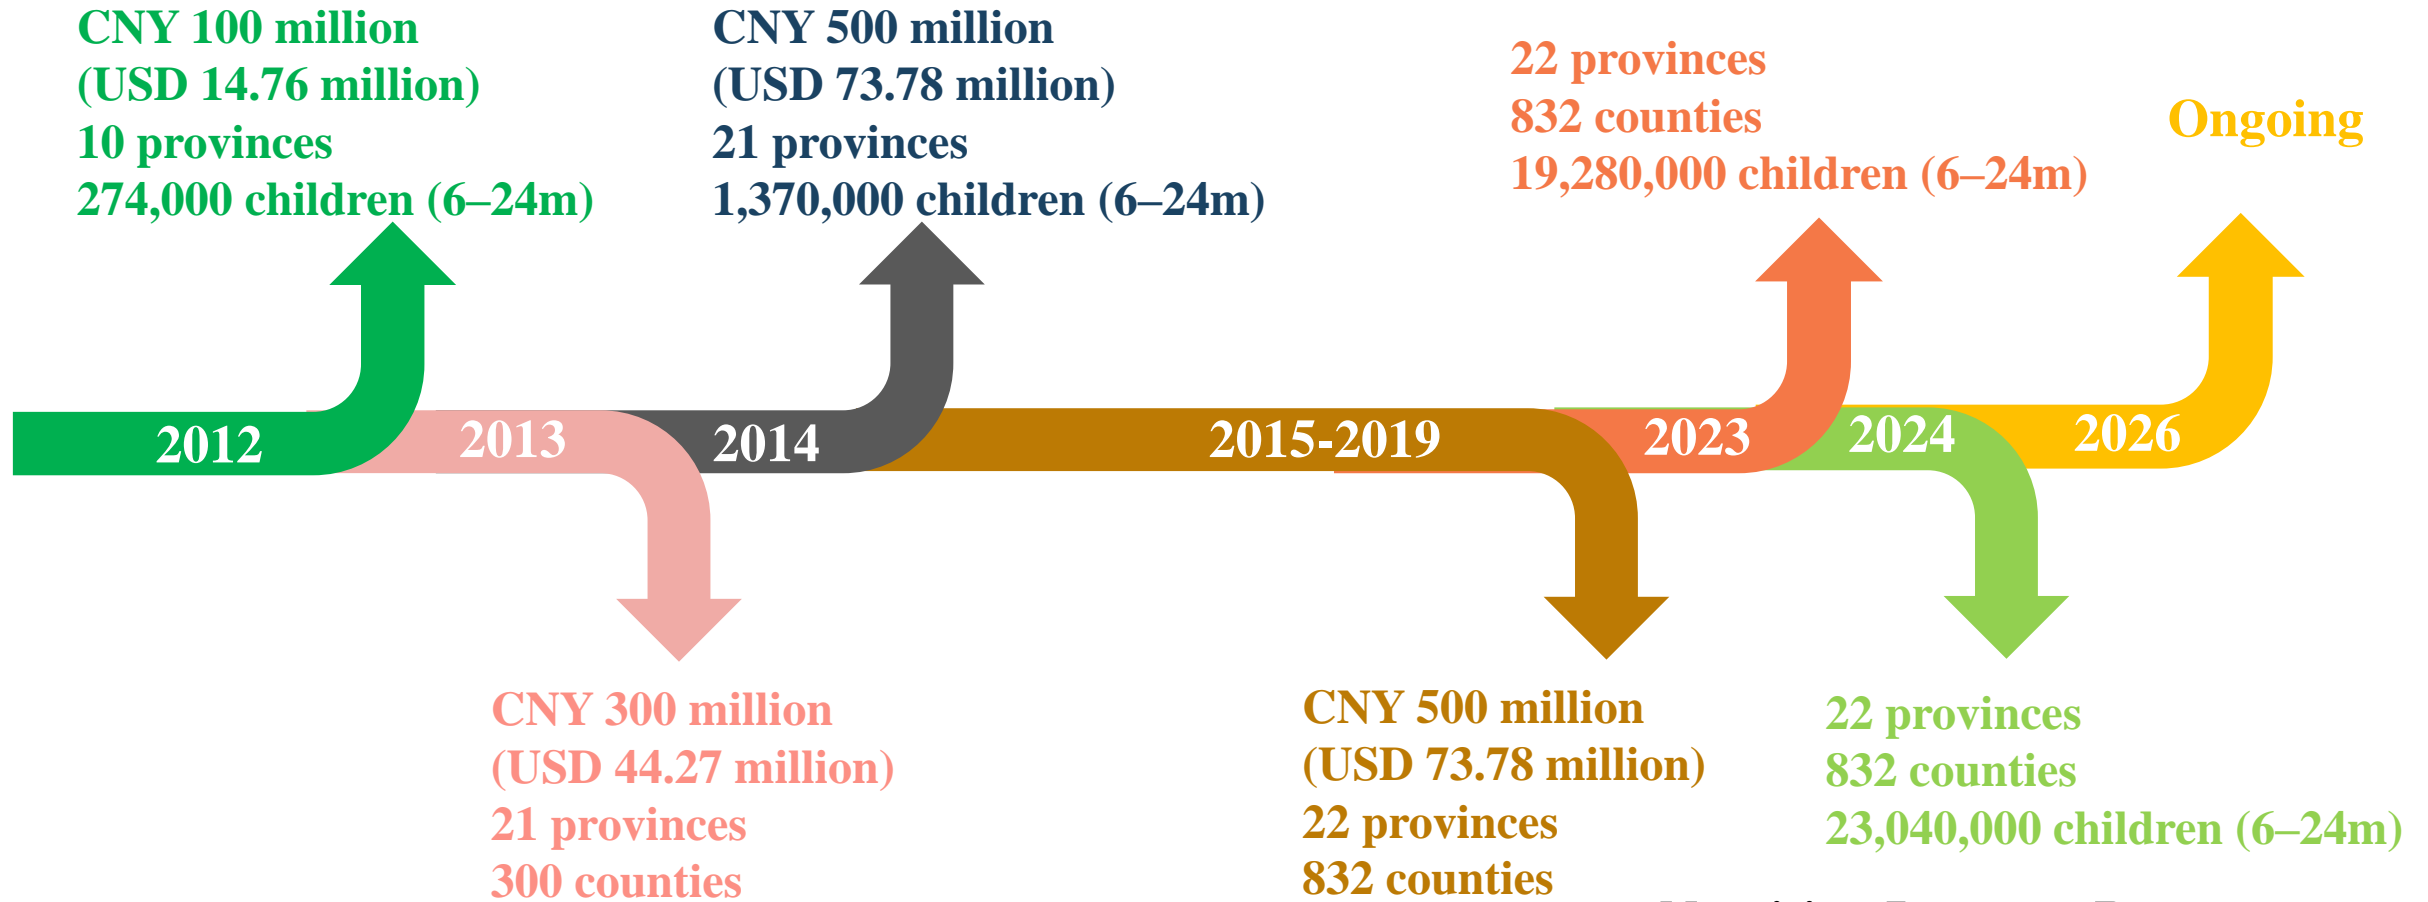 CNY 100 million
(USD 14.76 million)
10 provinces
274,000 children (6–24m)
CNY 500 million
(USD 73.78 million)
21 provinces
1,370,000 children (6–24m)
22 provinces
832 counties
19,280,000 children (6–24m)
Ongoing
2012
2013
2014
2015-2019
2023
2024
2026
CNY 300 million
(USD 44.27 million)
21 provinces
300 counties
CNY 500 million
(USD 73.78 million)
22 provinces
832 counties
22 provinces
832 counties
23,040,000 children (6–24m)